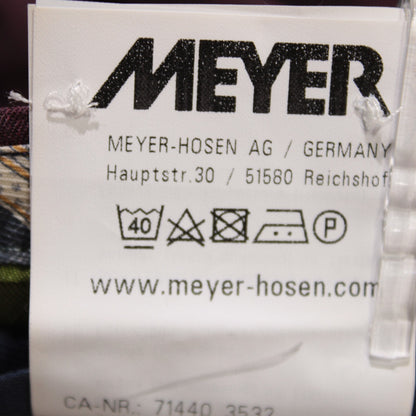 MEYER
MEYER-HOSEN AG / GERMANY
Hauptstr.30 / 51580 Reichshof
40 P
www.meyer-hosen.com
CA-NR.: 71440 3532